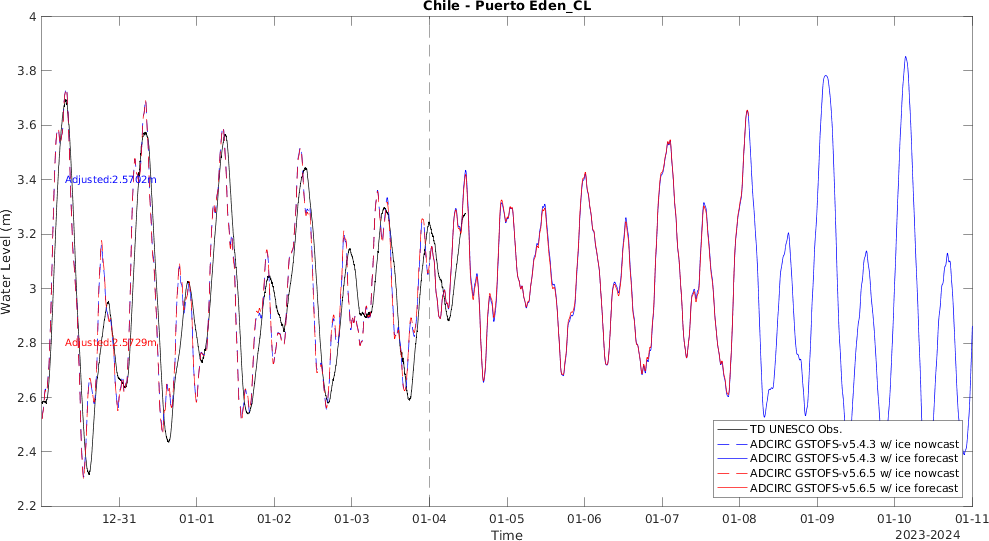 Chile - Puerto Eden_CL
4
3.8
3.6
3.4
3.2
3
2.8
2.6
2.4
2.2
Water Level (m)
Adjusted:2.5702m
Adjusted:2.5729m
TD UNESCO Obs.
ADCIRC GSTOFS-v5.4.3 w/ ice nowcast
ADCIRC GSTOFS-v5.4.3 w/ ice forecast
ADCIRC GSTOFS-v5.6.5 w/ ice nowcast
ADCIRC GSTOFS-v5.6.5 w/ ice forecast
12-31 01-01 01-02 01-03 01-04 01-05 01-06 01-07 01-08 01-09 01-10 01-11
Time
2023-2024